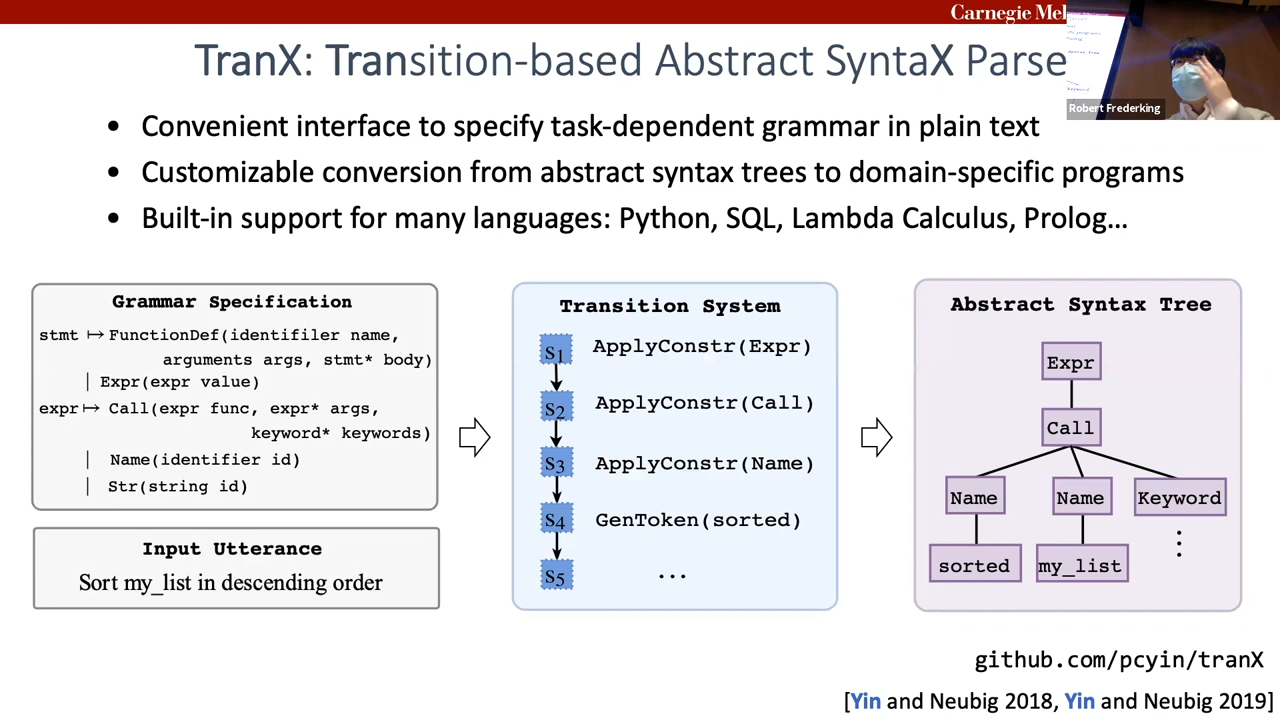 Carnegie Mel
TranX: Transition-based Abstract SyntaX Parse
Robert Frederking
• Convenient interface to specify task-dependent grammar in plain text
• Customizable conversion from abstract syntax trees to domain-specific programs
• Built-in support for many languages: Python, SQL, Lambda Calculus, Prolog…
Grammar Specification
stmt ↦ FunctionDef(identifiler name,
arguments args, stmt* body)
| Expr(expr value)
expr ↦ Call(expr func, expr* args,
keyword* keywords)
| Name(identifier id)
| Str(string id)
Input Utterance
Sort my_list in descending order
Transition System
S1 ApplyConstr(Expr)
S2 ApplyConstr(Call)
S3 ApplyConstr(Name)
S4 GenToken(sorted)
S5 ...
Abstract Syntax Tree
Expr
Call
Name Name Keyword
sorted my_list
github.com/pcyin/tranX
[Yin and Neubig 2018, Yin and Neubig 2019]